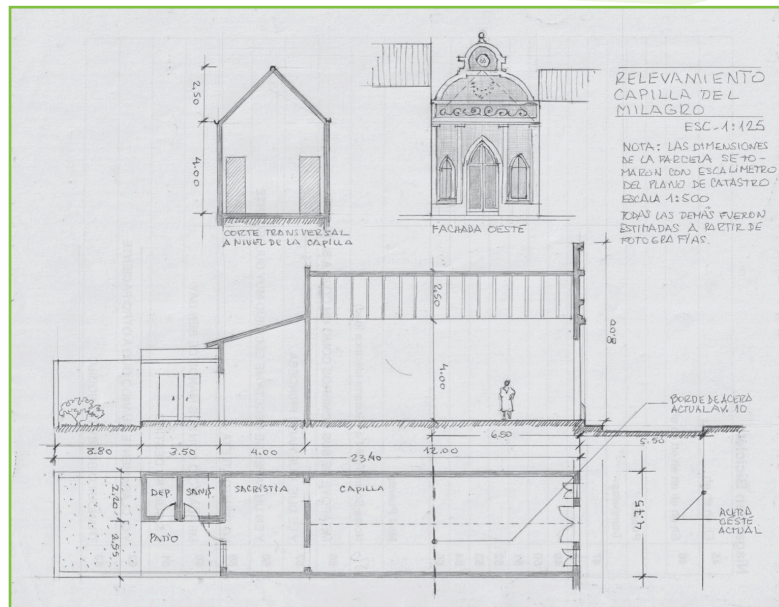 RELEVAMIENTO
CAPILLA DEL
MILAGRO
ESC-1:125
NOTA: LAS DIMENSIONES
DE LA PARCELA SE TO-
MARON CON ESCALIMETRO
DEL PLANO DE CATASTRO
ESCALA 1:500
TODAS LAS DEMÁS FUERON
ESTIMADAS A PARTIR DE
FOTOGRAFÍAS.
2.50
4.00
CORTE TRANSVERSAL
A NIVEL DE LA CAPILLA
FACHADA OESTE
2.50
4.00
8.00
BORDE DE ACERA
ACTUAL AV. 10
6.50
5.50
8.80
3.50
4.00
12.00
23.40
2.20
2.55
DEP.
SANIT
SACRISTIA
CAPILLA
PATIO
4.75
ACERA
OESTE
ACTUAL